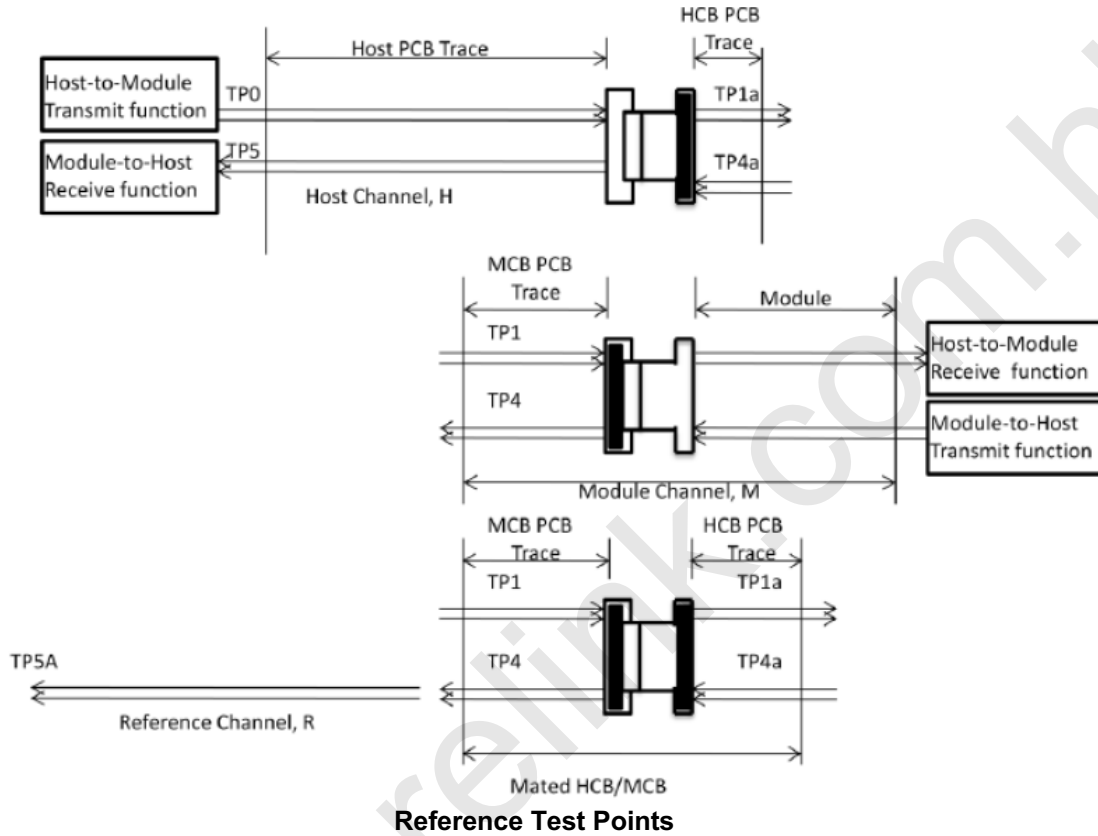 HCB PCB
Trace
Host PCB Trace
Host-to-Module
Transmit function
TP0
TP1a
Module-to-Host
Receive function
TP5
TP4a
Host Channel, H
MCB PCB
Trace
Module
TP1
Host-to-Module
Receive function
TP4
Module-to-Host
Transmit function
Module Channel, M
MCB PCB
Trace
HCB PCB
Trace
TP1
TP1a
TP5A
TP4
TP4a
Reference Channel, R
Mated HCB/MCB
Reference Test Points
relink.com.h